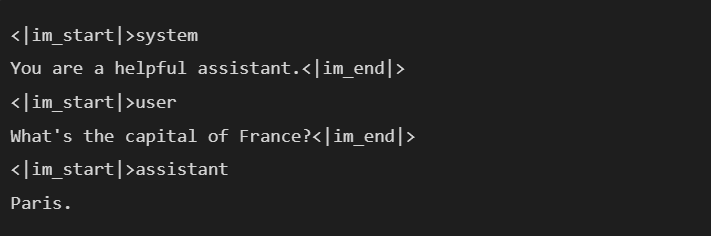 <|im_start|>system
You are a helpful assistant.<|im_end|>
<|im_start|>user
What's the capital of France?<|im_end|>
<|im_start|>assistant
Paris.